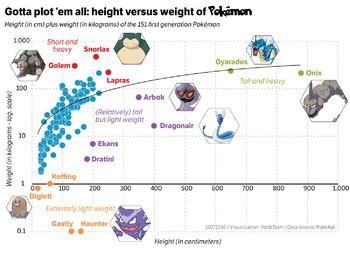 Gotta plot 'em all: height versus weight of Pokémon
Height (in cm) plus weight (in kilograms) of the 151 first generation Pokémon
1.000
Short and
heavy
Snorlax
Golem
Lapras
Gyarados
Onix
Tall and heavy
100
Arbok
(Relatively) tall
but light weight
Dragonair
10
Ekans
Dratini
Weight (in kilograms - log. scale)
1
Koffing
0
100
200
300
400
500
600
700
800
900
1.000
Diglett
Extremely light weight
0.1
Gastly
Haunter
16072016 / Visualization: Yordi Dam / Data source: PokeApi
Height (in centimeters)